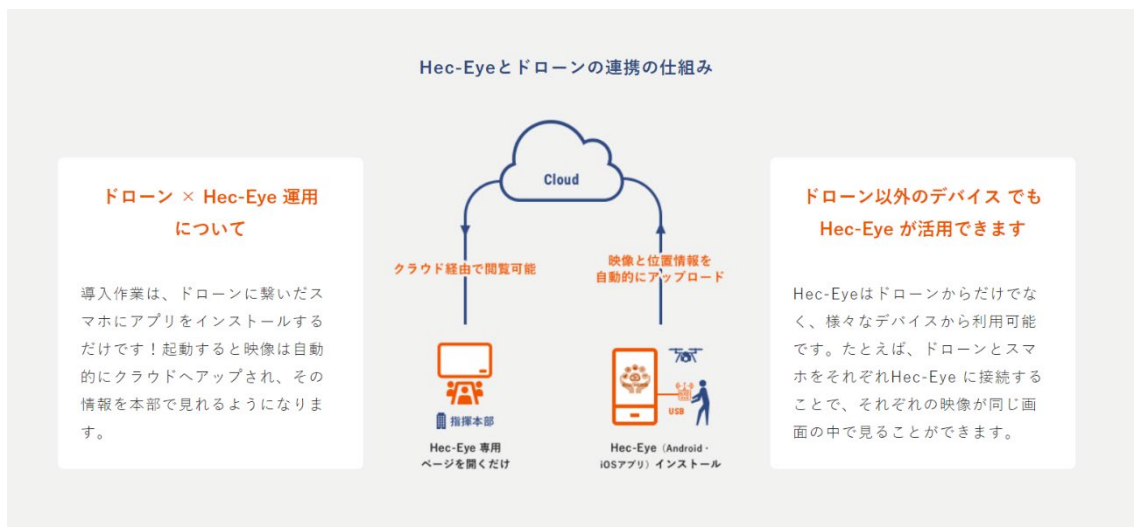 Hec-Eyeとドローンの連携の仕組み
ドローン × Hec-Eye 運用
について
導入作業は、ドローンに繋いだス
マホにアプリをインストールする
だけです！起動すると映像は自動
的にクラウドへアップされ、その
情報を本部で見れるようになりま
す。
Cloud
クラウド経由で閲覧可能
映像と位置情報を
自動的にアップロード
指揮本部
Hec-Eye 専用
ページを開くだけ
USB
Hec-Eye（Android・
iOSアプリ）インストール
ドローン以外のデバイス でも
Hec-Eye が活用できます
Hec-Eyeはドローンからだけでな
く、様々なデバイスから利用可能
です。たとえば、ドローンとスマ
ホをそれぞれHec-Eye に接続する
ことで、それぞれの映像が同じ画
面の中で見ることができます。